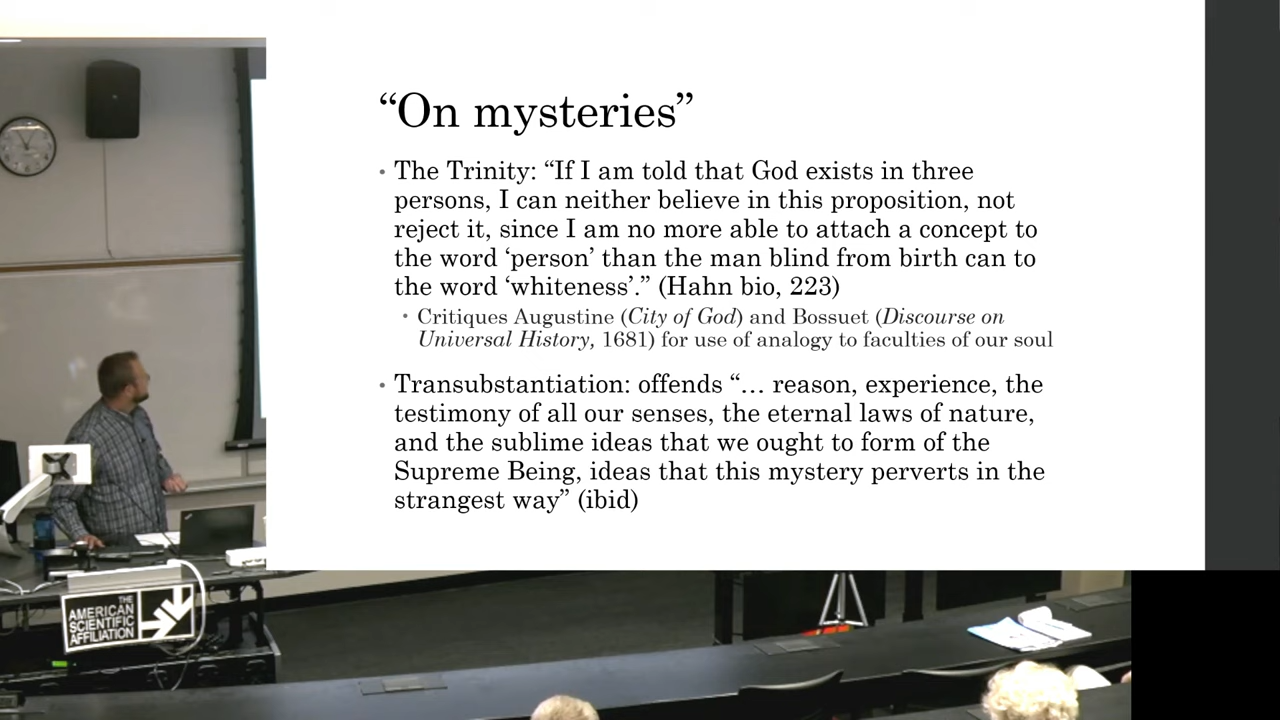 “On mysteries”
• The Trinity: “If I am told that God exists in three
persons, I can neither believe in this proposition, not
reject it, since I am no more able to attach a concept to
the word ‘person’ than the man blind from birth can to
the word ‘whiteness’.” (Hahn bio, 223)
• Critiques Augustine (City of God) and Bossuet (Discourse on
Universal History, 1681) for use of analogy to faculties of our soul
• Transubstantiation: offends “… reason, experience, the
testimony of all our senses, the eternal laws of nature,
and the sublime ideas that we ought to form of the
Supreme Being, ideas that this mystery perverts in the
strangest way” (ibid)
THE
AMERICAN
SCIENTIFIC
AFFILIATION